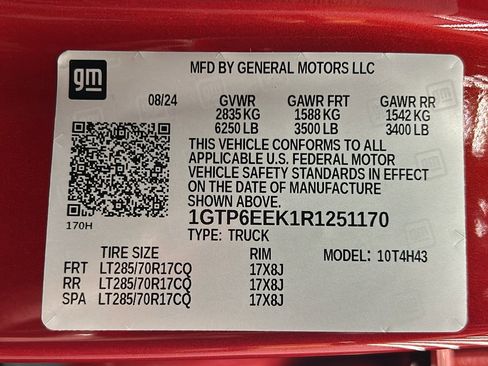 gm
MFD BY GENERAL MOTORS LLC
08/24 GVWR GAWR FRT GAWR RR
2835 KG 1588 KG 1542 KG
6250 LB 3500 LB 3400 LB
THIS VEHICLE CONFORMS TO ALL
APPLICABLE U.S. FEDERAL MOTOR
VEHICLE SAFETY STANDARDS IN EFFECT
ON THE DATE OF MANUFACTURE
SHOWN ABOVE.
170H
1GTP6EEK1R1251170
TYPE: TRUCK
TIRE SIZE RIM MODEL: 10T4H43
FRT LT285/70R17CQ 17X8J
RR LT285/70R17CQ 17X8J
SPA LT285/70R17CQ 17X8J